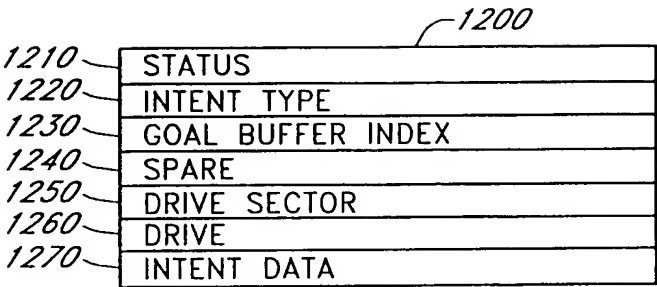 1200
1210 STATUS
1220 INTENT TYPE
1230 GOAL BUFFER INDEX
1240 SPARE
1250 DRIVE SECTOR
1260 DRIVE
1270 INTENT DATA